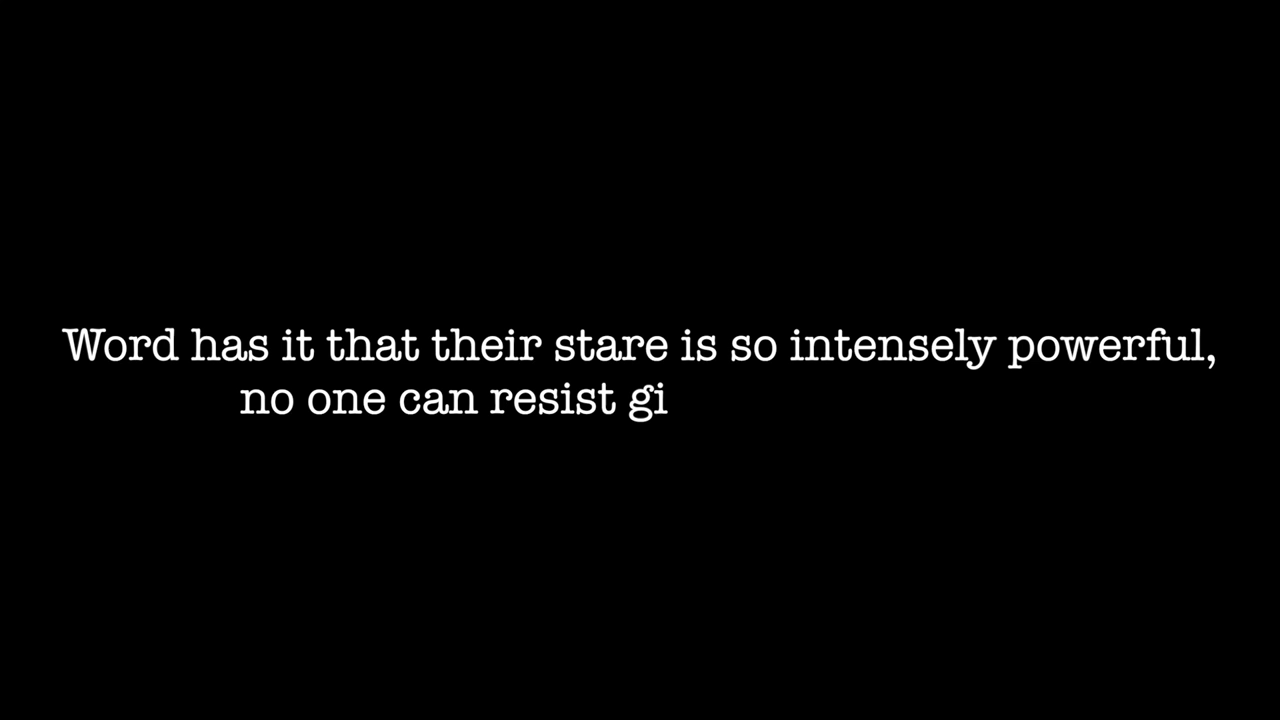 Word has it that their stare is so intensely powerful,
no one can resist gi